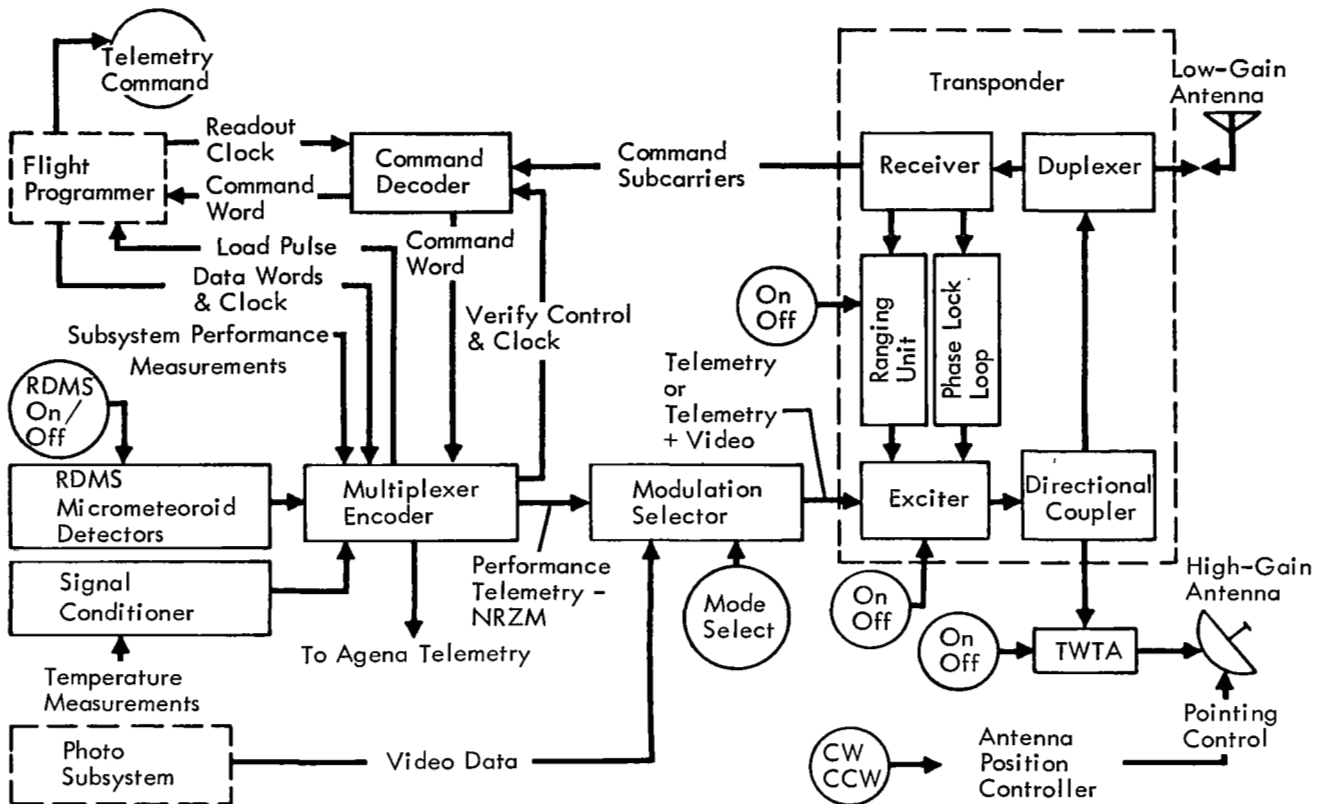 Telemetry
Command
Transponder
Low-Gain
Antenna
Flight
Programmer
Readout
Clock
Command
Word
Command
Decoder
Command
Subcarriers
Receiver
Duplexer
Load Pulse
Data Words
& Clock
Command
Word
Verify Control
& Clock
Subsystem Performance
Measurements
On
Off
Ranging
Unit
Phase Lock
Loop
Telemetry
or
Telemetry
+ Video
RDMS
On/
Off
RDMS
Micrometeoroid
Detectors
Multiplexer
Encoder
Modulation
Selector
Exciter
Directional
Coupler
Signal
Conditioner
Performance
Telemetry -
NRZM
Mode
Select
On
Off
High-Gain
Antenna
On
Off
TWTA
To Agena Telemetry
Temperature
Measurements
Pointing
Control
Photo
Subsystem
Video Data
CW
CCW
Antenna
Position
Controller